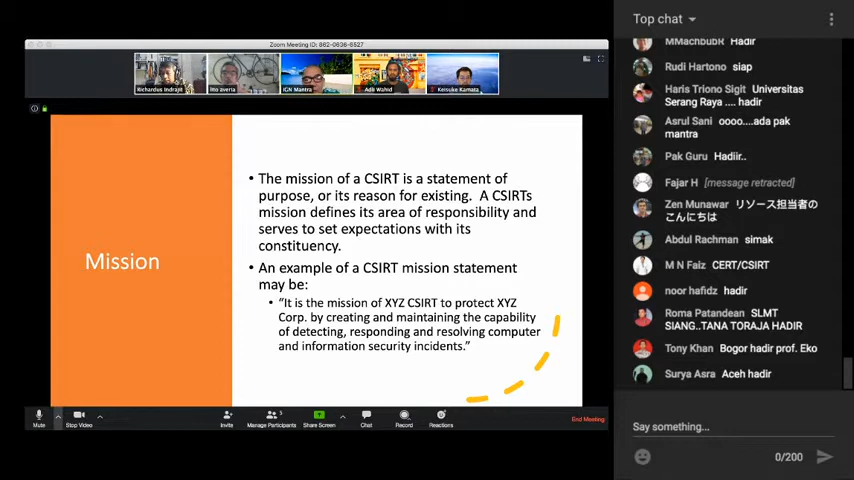 Zoom Meeting ID: 862-0636-6527
Richardus Indrajit
Ito averia
IGN Mantra
Adli Wahid
Keisuke Kamata
Mission
• The mission of a CSIRT is a statement of
purpose, or its reason for existing. A CSIRTs
mission defines its area of responsibility and
serves to set expectations with its
constituency.
• An example of a CSIRT mission statement
may be:
• “It is the mission of XYZ CSIRT to protect XYZ
Corp. by creating and maintaining the capability
of detecting, responding and resolving computer
and information security incidents.”
Mute
Stop Video
Invite
Manage Participants
5
Share Screen
Chat
Record
Reactions
End Meeting
Top chat
MMachbubR Hadir
Rudi Hartono siap
Haris Triono Sigit Universitas
Serang Raya .... hadir
Asrul Sani oooo....ada pak
mantra
Pak Guru Hadiir..
Fajar H [message retracted]
Zen Munawar リソース担当者の
こんにちは
Abdul Rachman simak
M N Faiz CERT/CSIRT
noor hafidz hadir
Roma Patandean SLMT
SIANG..TANA TORAJA HADIR
Tony Khan Bogor hadir prof. Eko
Surya Asra Aceh hadir
Say something...
0/200